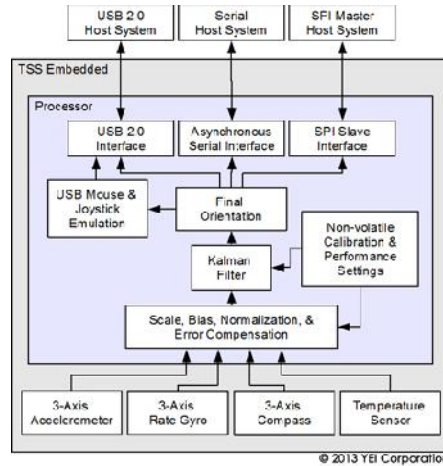 USB 2.0
Host System
Serial
Host System
SPI Master
Host System
TSS Embedded
Processor
USB 2.0
Interface
Asynchronous
Serial Interface
SPI Slave
Interface
USB Mouse &
Joystick
Emulation
Final
Orientation
Non-volatile
Calibration &
Performance
Settings
Kalman
Filter
Scale, Bias, Normalization, &
Error Compensation
3-Axis
Accelerometer
3-Axis
Rate Gyro
3-Axis
Compass
Temperature
Sensor
© 2013 YEI Corporatio